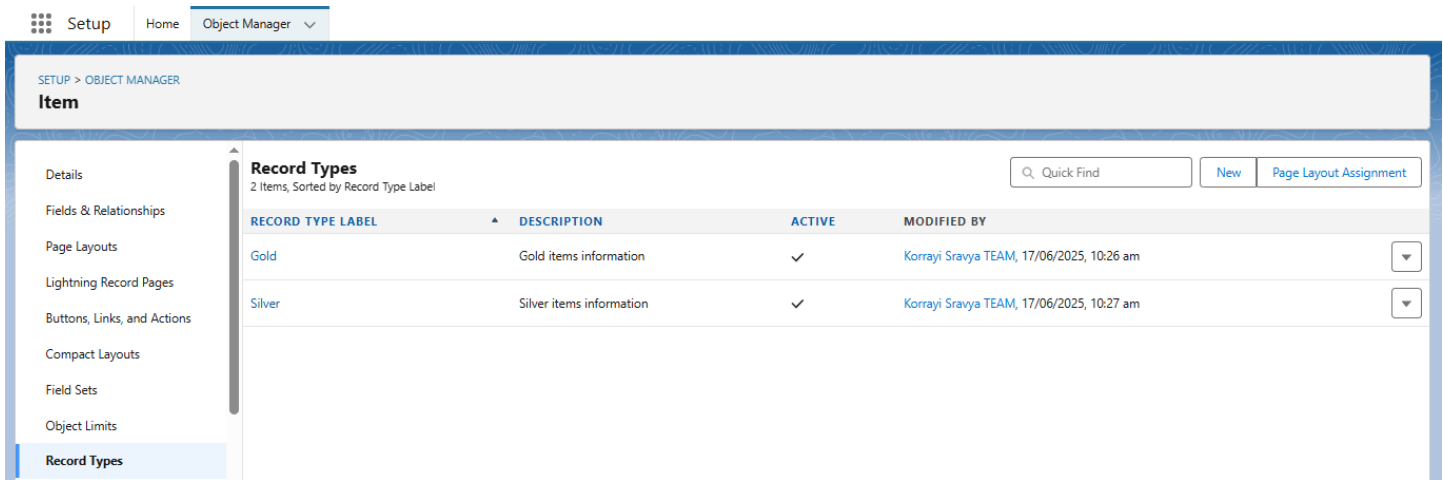 Setup Home Object Manager
SETUP > OBJECT MANAGER
Item
Details
Fields & Relationships
Page Layouts
Lightning Record Pages
Buttons, Links, and Actions
Compact Layouts
Field Sets
Object Limits
Record Types
Record Types
2 Items, Sorted by Record Type Label
Quick Find
New
Page Layout Assignment
RECORD TYPE LABEL DESCRIPTION ACTIVE MODIFIED BY
Gold Gold items information Korrayi Sravya TEAM, 17/06/2025, 10:26 am
Silver Silver items information Korrayi Sravya TEAM, 17/06/2025, 10:27 am